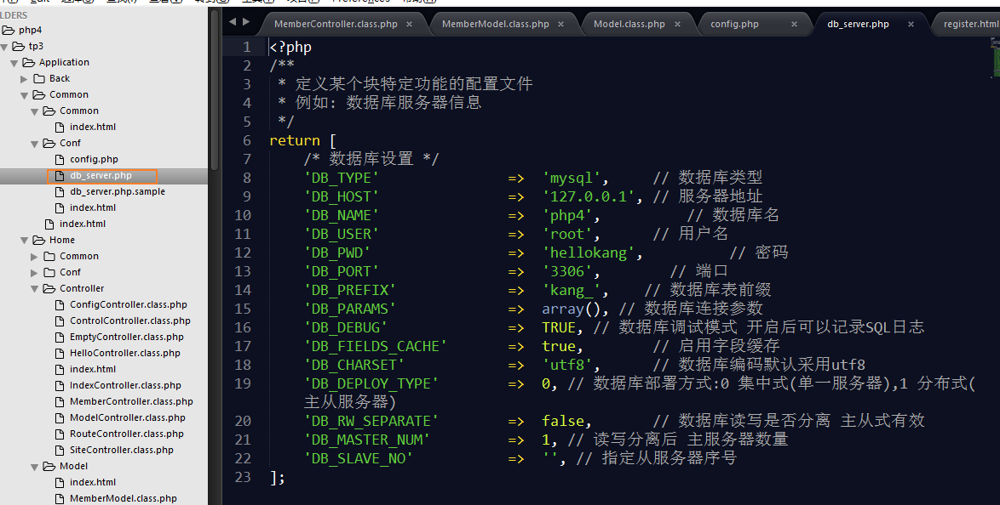 LDERS
php4
tp3
Application
Back
Common
Common
index.html
Conf
config.php
db_server.php
db_server.php.sample
index.html
index.html
Home
Common
Conf
Controller
ConfigController.class.php
ControlController.class.php
EmptyController.class.php
HelloController.class.php
index.html
IndexController.class.php
MemberController.class.php
ModelController.class.php
RouteController.class.php
SiteController.class.php
Model
index.html
MemberModel.class.php
MemberController.class.php × MemberModel.class.php × Model.class.php × config.php × db_server.php × register.html
1 <?php
2 /**
3 * 定义某个块特定功能的配置文件
4 * 例如: 数据库服务器信息
5 */
6 return [
7 /* 数据库设置 */
8 'DB_TYPE' => 'mysql', // 数据库类型
9 'DB_HOST' => '127.0.0.1', // 服务器地址
10 'DB_NAME' => 'php4', // 数据库名
11 'DB_USER' => 'root', // 用户名
12 'DB_PWD' => 'hellokang', // 密码
13 'DB_PORT' => '3306', // 端口
14 'DB_PREFIX' => 'kang_', // 数据库表前缀
15 'DB_PARAMS' => array(), // 数据库连接参数
16 'DB_DEBUG' => TRUE, // 数据库调试模式 开启后可以记录SQL日志
17 'DB_FIELDS_CACHE' => true, // 启用字段缓存
18 'DB_CHARSET' => 'utf8', // 数据库编码默认采用utf8
19 'DB_DEPLOY_TYPE' => 0, // 数据库部署方式:0 集中式(单一服务器),1 分布式(
主从服务器)
20 'DB_RW_SEPARATE' => false, // 数据库读写是否分离 主从式有效
21 'DB_MASTER_NUM' => 1, // 读写分离后 主服务器数量
22 'DB_SLAVE_NO' => '', // 指定从服务器序号
23 ];